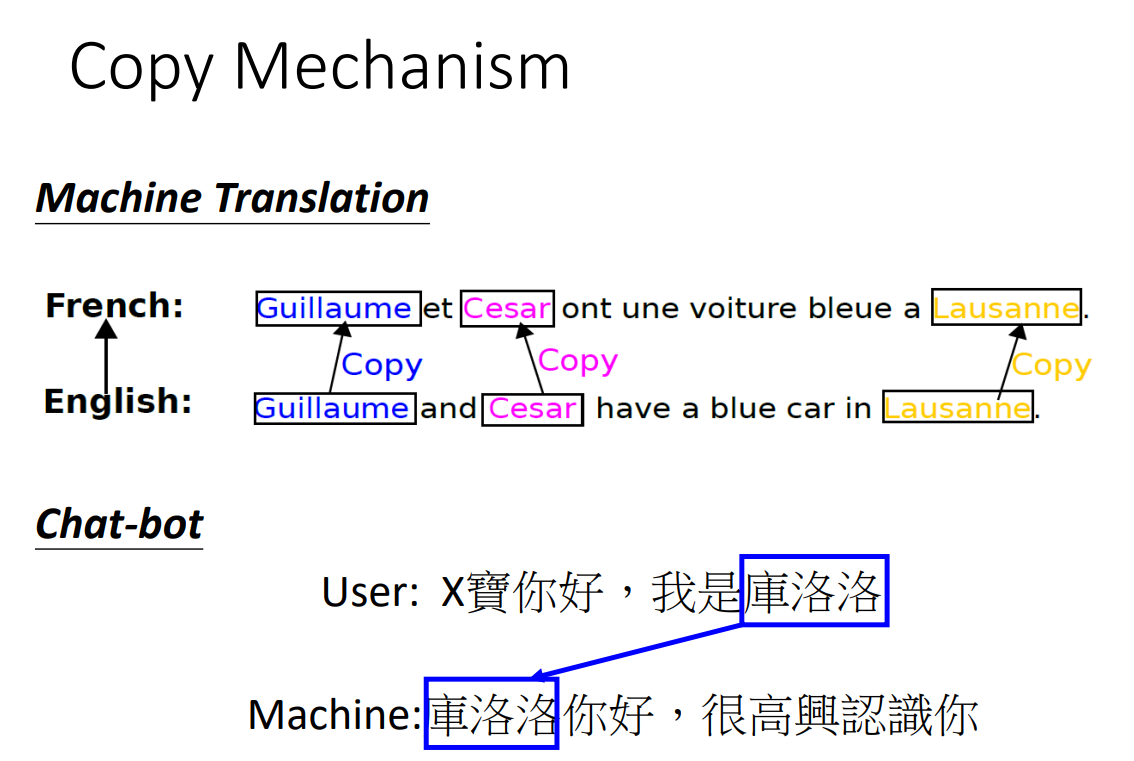 Copy Mechanism
Machine Translation
French: Guillaume et Cesar ont une voiture bleue a Lausanne.
Copy Copy Copy
English: Guillaume and Cesar have a blue car in Lausanne.
Chat-bot
User: X寶你好，我是庫洛洛
Machine: 庫洛洛你好，很高興認識你